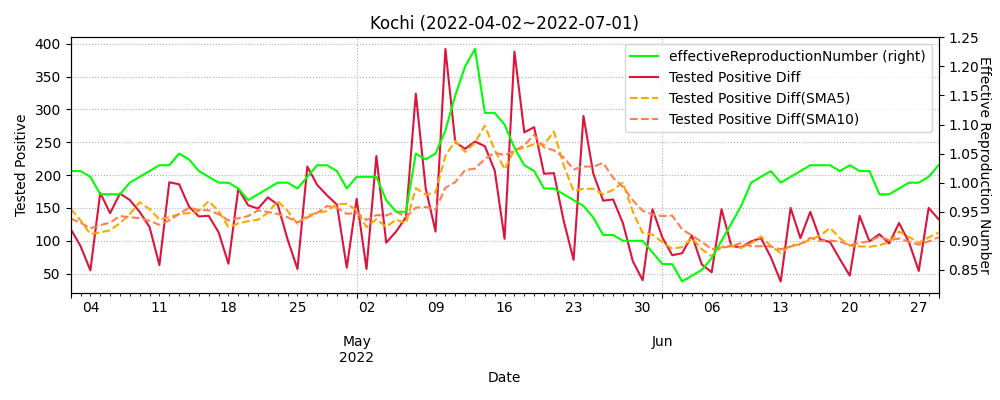 Kochi (2022-04-02~2022-07-01)
effectiveReproductionNumber (right)
Tested Positive Diff
Tested Positive Diff(SMA5)
Tested Positive Diff(SMA10)
Tested Positive
400
350
300
250
200
150
100
50
1.25
1.20
1.15
1.10
1.05
1.00
0.95
0.90
0.85
Effective Reproduction Number
04 11 18 25 02 09 16 23 30 06 13 20 27
May Jun
2022
Date